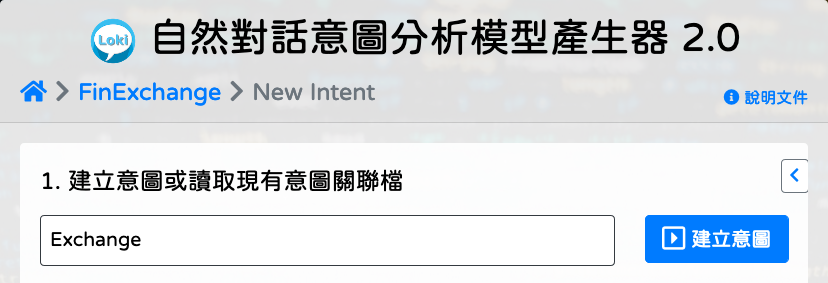 Loki 自然對話意圖分析模型產生器 2.0
FinExchange New Intent 說明文件
1. 建立意圖或讀取現有意圖關聯檔
Exchange 建立意圖